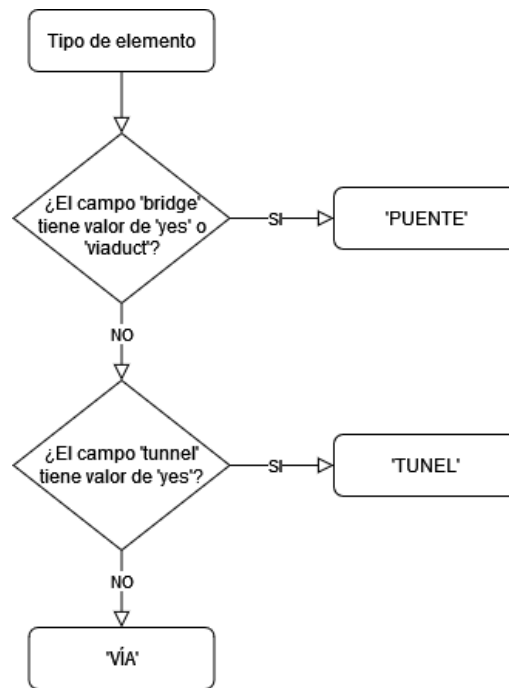 Tipo de elemento
¿El campo 'bridge'
tiene valor de 'yes' o
'viaduct'?
SI
'PUENTE'
NO
¿El campo 'tunnel'
tiene valor de 'yes'?
SI
'TUNEL'
NO
'VÍA'